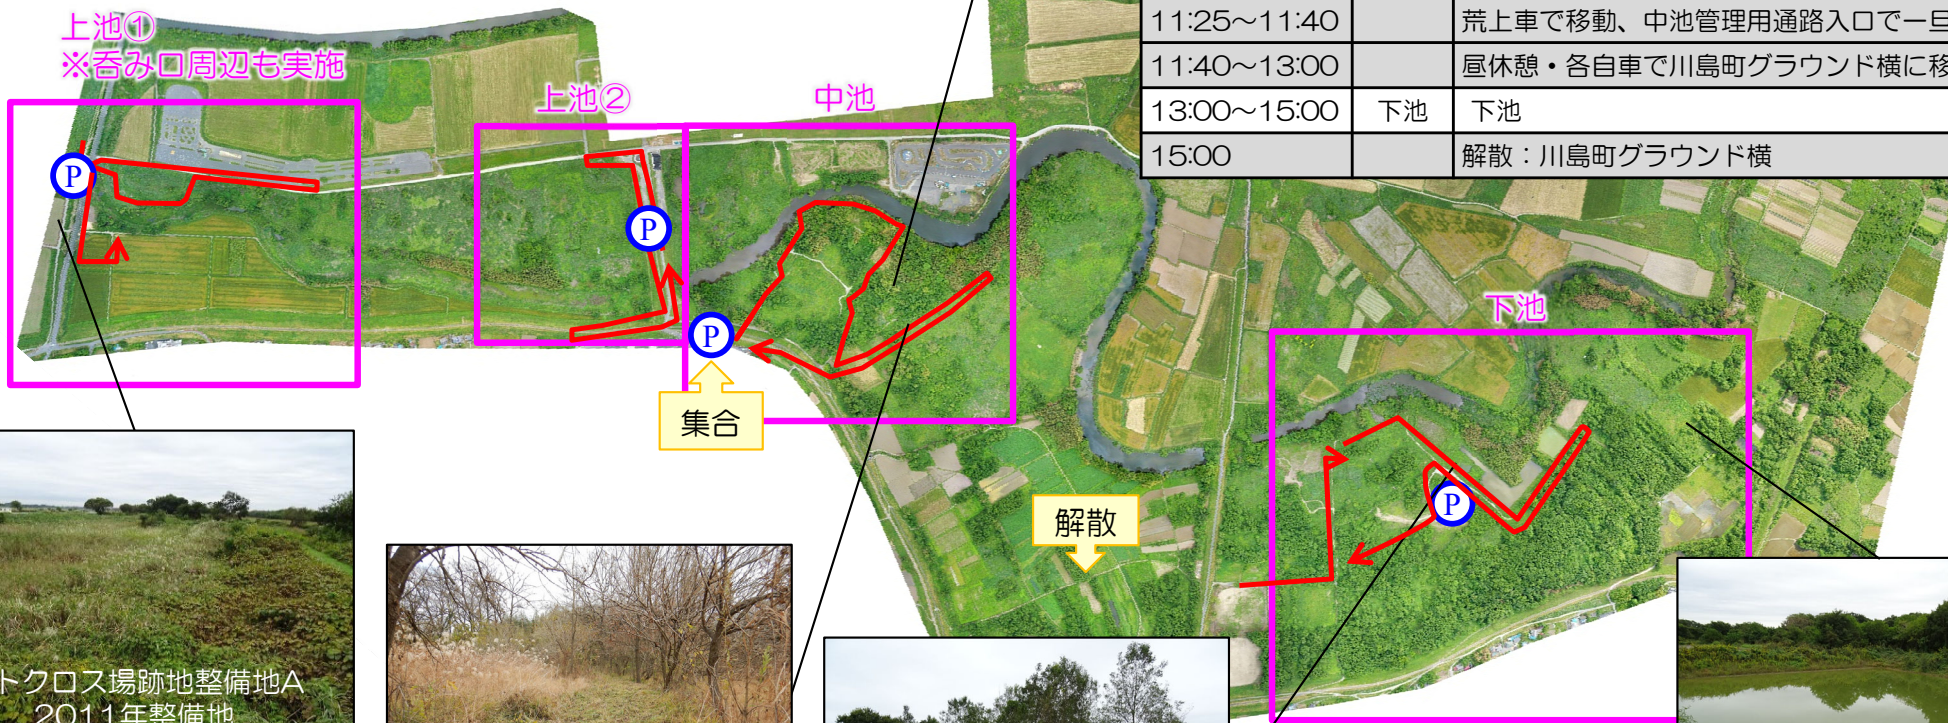 上池①
※呑み口周辺も実施
上池②
中池
11:25～11:40 荒上車で移動、中池管理用通路入口で一旦
11:40～13:00 昼休憩・各自車で川島町グラウンド横に移
13:00～15:00 下池 下池
15:00 解散：川島町グラウンド横
P
P
P
集合
下池
P
解散
トクロス場跡地整備地A
2011年整備地